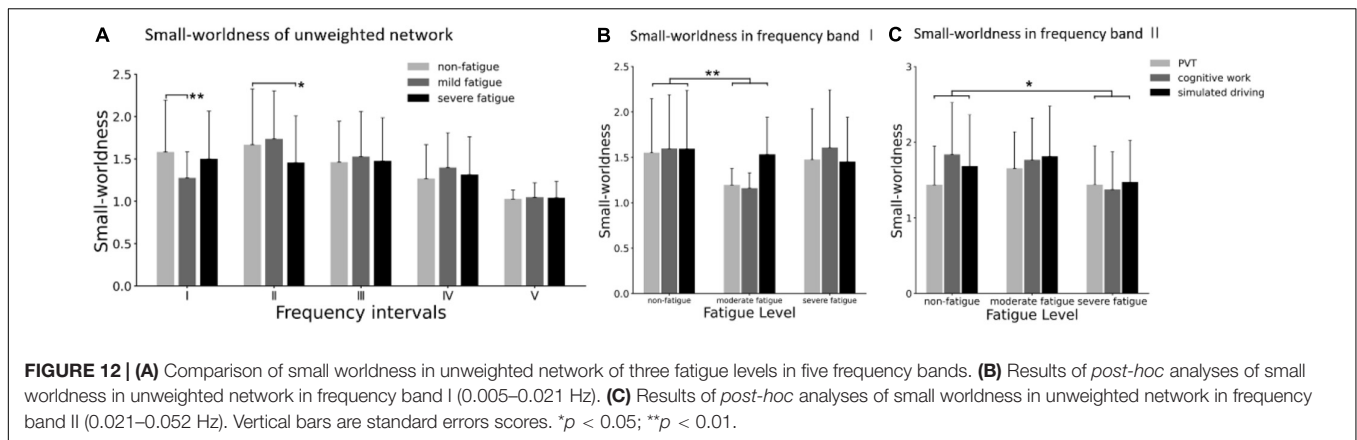 A Small-worldness of unweighted network
non-fatigue
mild fatigue
severe fatigue
Small-worldness
2.5
2.0
1.5
1.0
0.5
0.0
**
*
I II III IV V
Frequency intervals
B Small-worldness in frequency band I
Small-worldness
2.5
2.0
1.5
1.0
0.5
0.0
**
non-fatigue moderate fatigue severe fatigue
Fatigue Level
C Small-worldness in frequency band II
PVT
cognitive work
simulated driving
Small-worldness
3
2
1
0
*
non-fatigue moderate fatigue severe fatigue
Fatigue Level
FIGURE 12 | (A) Comparison of small worldness in unweighted network of three fatigue levels in five frequency bands. (B) Results of post-hoc analyses of small
worldness in unweighted network in frequency band I (0.005–0.021 Hz). (C) Results of post-hoc analyses of small worldness in unweighted network in frequency
band II (0.021–0.052 Hz). Vertical bars are standard errors scores. *p < 0.05; **p < 0.01.